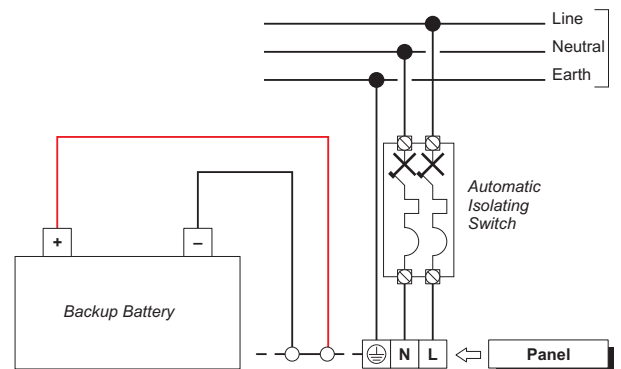 Line
Neutral
Earth
Automatic
Isolating
Switch
+
–
Backup Battery
N
L
Panel